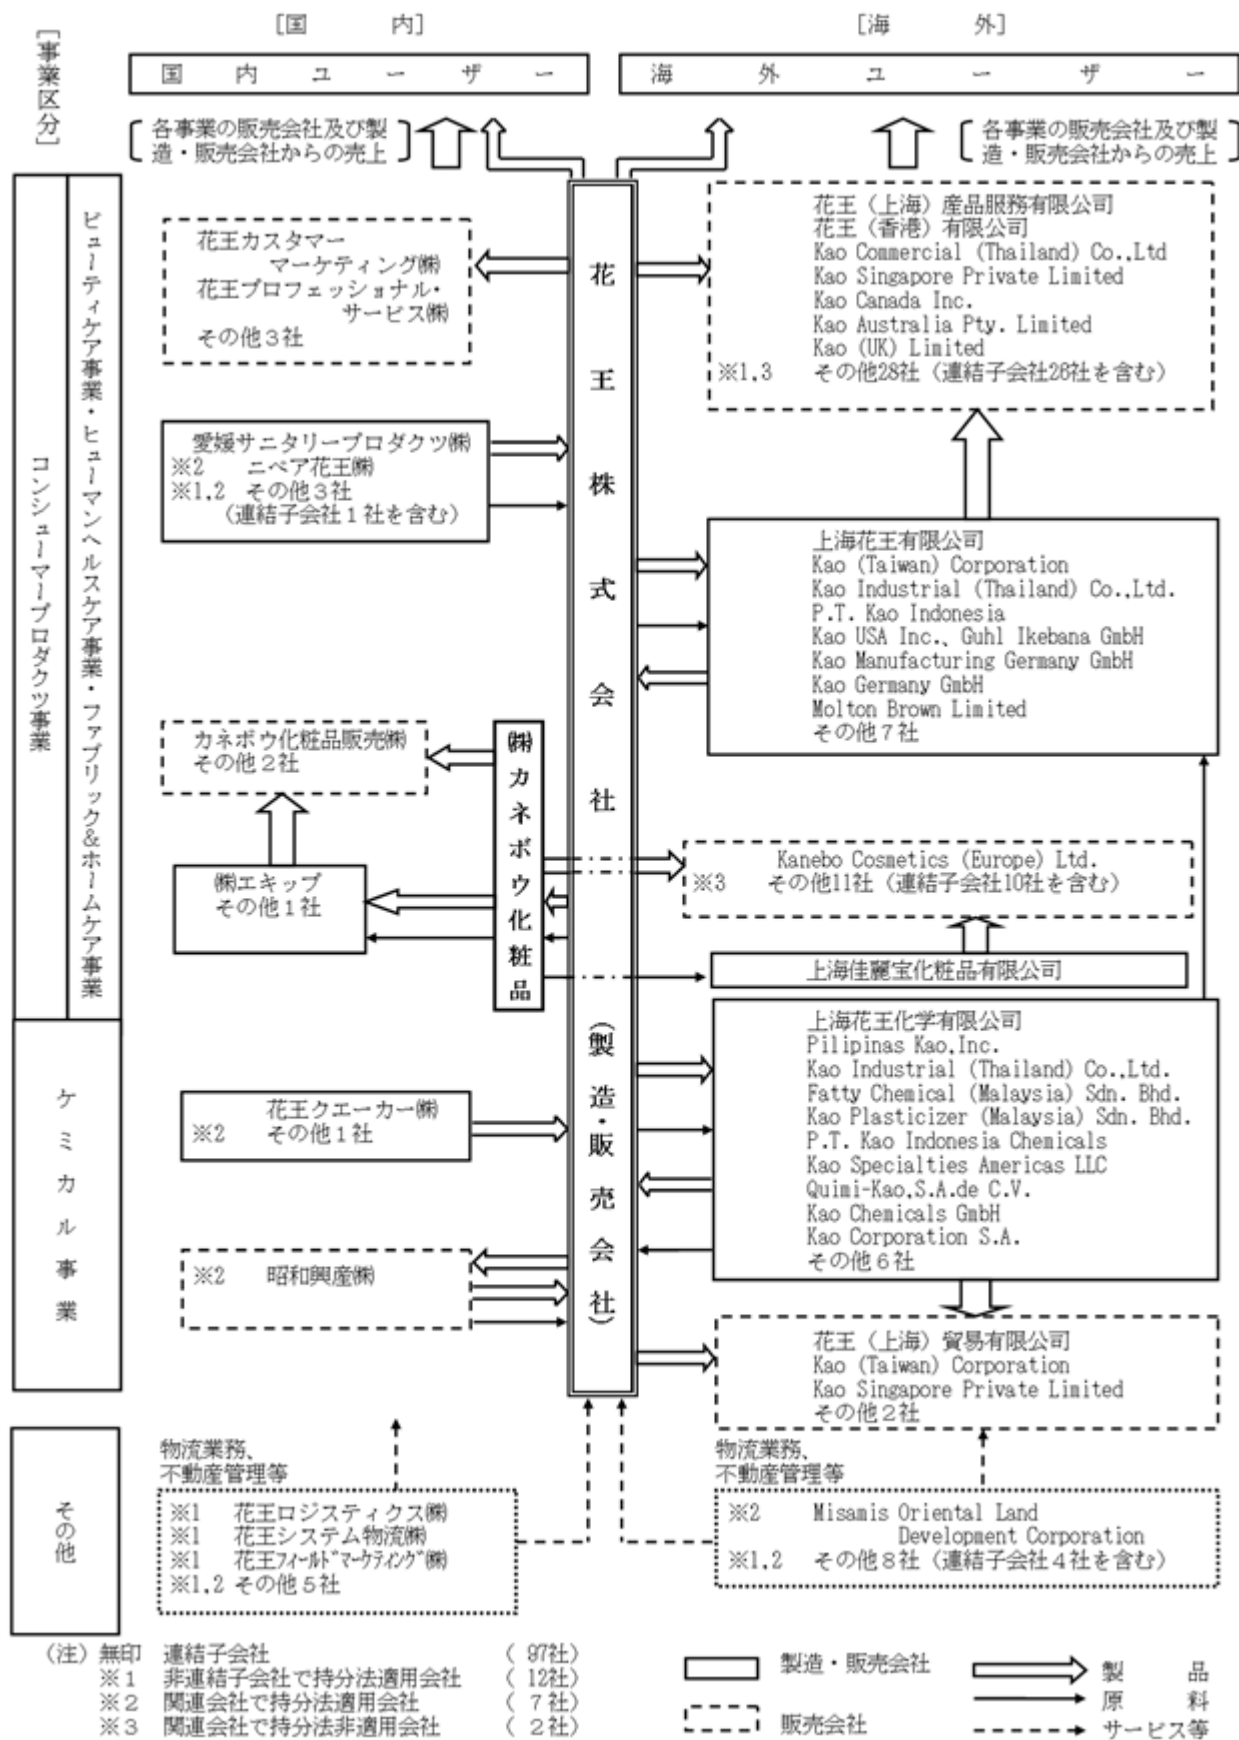 [国　　内]
[海　　外]
[事業区分]
国内ユーザー
海外ユーザー
各事業の販売会社及び製
造・販売会社からの売上
各事業の販売会社及び製
造・販売会社からの売上
コンシューマープロダクツ事業
ビューティケア事業・ヒューマンヘルスケア事業・ファブリック&ホームケア事業
花王カスタマー
マーケティング㈱
花王プロフェッショナル・
サービス㈱
その他3社
愛媛サニタリープロダクツ㈱
※2　ニベア花王㈱
※1,2　その他3社
（連結子会社1社を含む）
カネボウ化粧品販売㈱
その他2社
㈱エキップ
その他1社
㈱カネボウ化粧品
花王株式会社（製造・販売会社）
花王（上海）産品服務有限公司
花王（香港）有限公司
Kao Commercial (Thailand) Co.,Ltd
Kao Singapore Private Limited
Kao Canada Inc.
Kao Australia Pty. Limited
Kao (UK) Limited
※1,3　その他28社（連結子会社26社を含む）
上海花王有限公司
Kao (Taiwan) Corporation
Kao Industrial (Thailand) Co.,Ltd.
P.T. Kao Indonesia
Kao USA Inc., Guhl Ikebana GmbH
Kao Manufacturing Germany GmbH
Kao Germany GmbH
Molton Brown Limited
その他7社
Kanebo Cosmetics (Europe) Ltd.
※3　その他11社（連結子会社10社を含む）
上海佳麗宝化粧品有限公司
ケミカル事業
花王クエーカー㈱
※2　その他1社
※2　昭和興産㈱
上海花王化学有限公司
Pilipinas Kao,Inc.
Kao Industrial (Thailand) Co.,Ltd.
Fatty Chemical (Malaysia) Sdn. Bhd.
Kao Plasticizer (Malaysia) Sdn. Bhd.
P.T. Kao Indonesia Chemicals
Kao Specialties Americas LLC
Quimi-Kao,S.A.de C.V.
Kao Chemicals GmbH
Kao Corporation S.A.
その他6社
花王（上海）貿易有限公司
Kao (Taiwan) Corporation
Kao Singapore Private Limited
その他2社
その他
物流業務、
不動産管理等
※1　花王ロジスティクス㈱
※1　花王システム物流㈱
※1　花王フィールドマーケティング㈱
※1,2 その他5社
物流業務、
不動産管理等
※2　Misamis Oriental Land
Development Corporation
※1,2　その他8社（連結子会社4社を含む）
（注）無印　連結子会社　（ 97社）
※1　非連結子会社で持分法適用会社　（ 12社）
※2　関連会社で持分法適用会社　（ 7社）
※3　関連会社で持分法非適用会社　（ 2社）
製造・販売会社
販売会社
製　品
原　料
サービス等